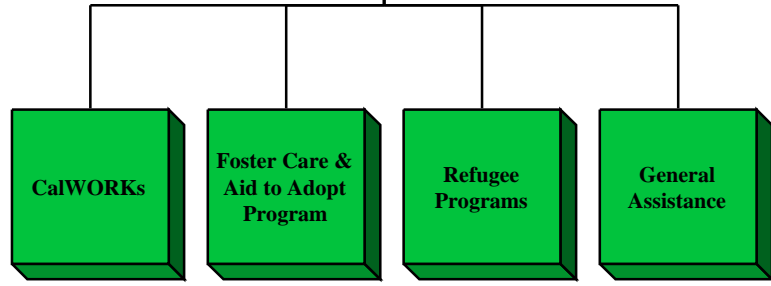 CalWORKs
Foster Care &
Aid to Adopt
Program
Refugee
Programs
General
Assistance